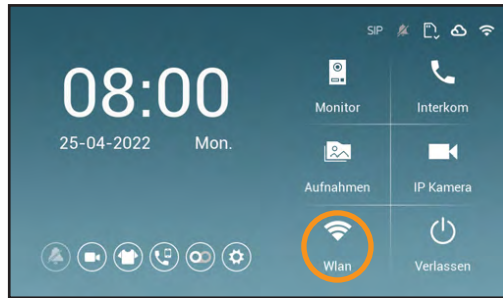 SIP
08:00
25-04-2022 Mon.
Monitor
Interkom
Aufnahmen
IP Kamera
Wlan
Verlassen